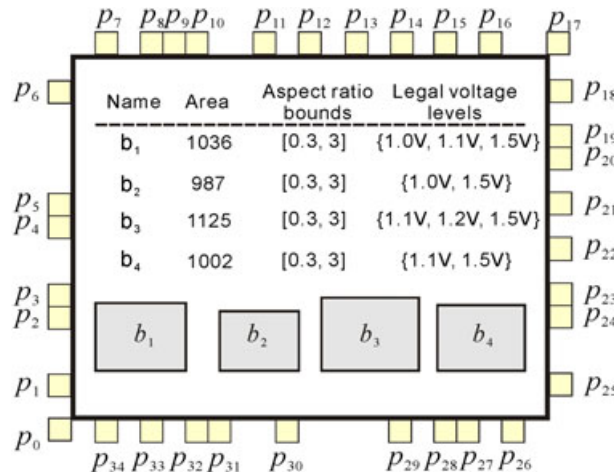 p7 p8 p9 p10 p11 p12 p13 p14 p15 p16 p17
p6 p18
Name Area Aspect ratio bounds Legal voltage levels
b1 1036 [0.3, 3] {1.0V, 1.1V, 1.5V} p19
p20
b2 987 [0.3, 3] {1.0V, 1.5V}
p5 p21
p4 b3 1125 [0.3, 3] {1.1V, 1.2V, 1.5V}
p22
b4 1002 [0.3, 3] {1.1V, 1.5V}
p3 p23
p2 p24
b1 b2 b3 b4
p1 p25
p0
p34 p33 p32 p31 p30 p29 p28 p27 p26